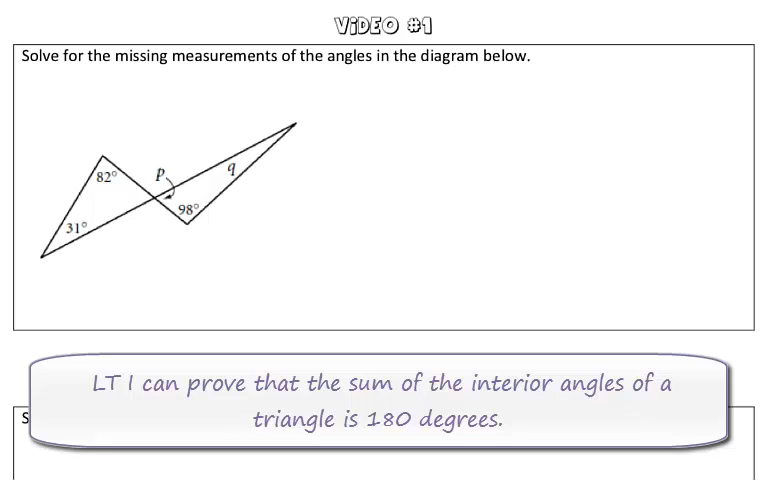 VIDEO #1
Solve for the missing measurements of the angles in the diagram below.
82°
p
q
98°
31°
LT I can prove that the sum of the interior angles of a
triangle is 180 degrees.
S